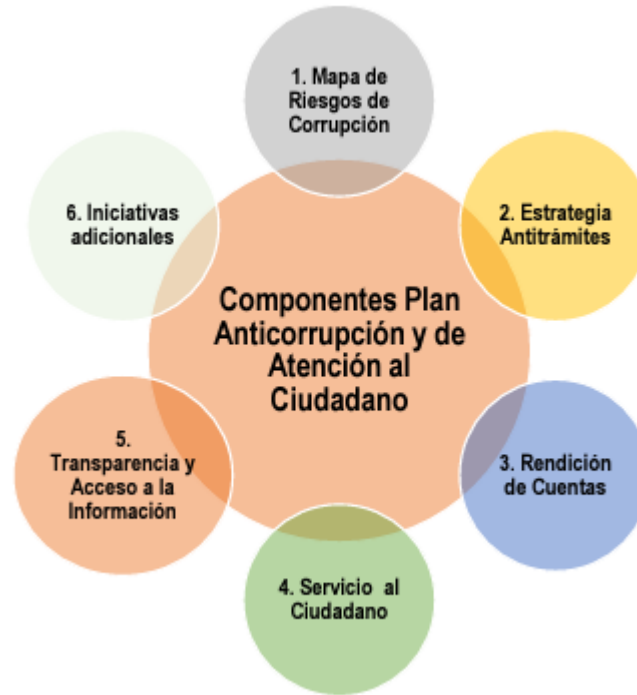 1. Mapa de
Riesgos de
Corrupción
6. Iniciativas
adicionales
2. Estrategia
Antitrámites
Componentes Plan
Anticorrupción y de
Atención al
Ciudadano
5.
Transparencia y
Acceso a la
Información
3. Rendición
de Cuentas
4. Servicio al
Ciudadano